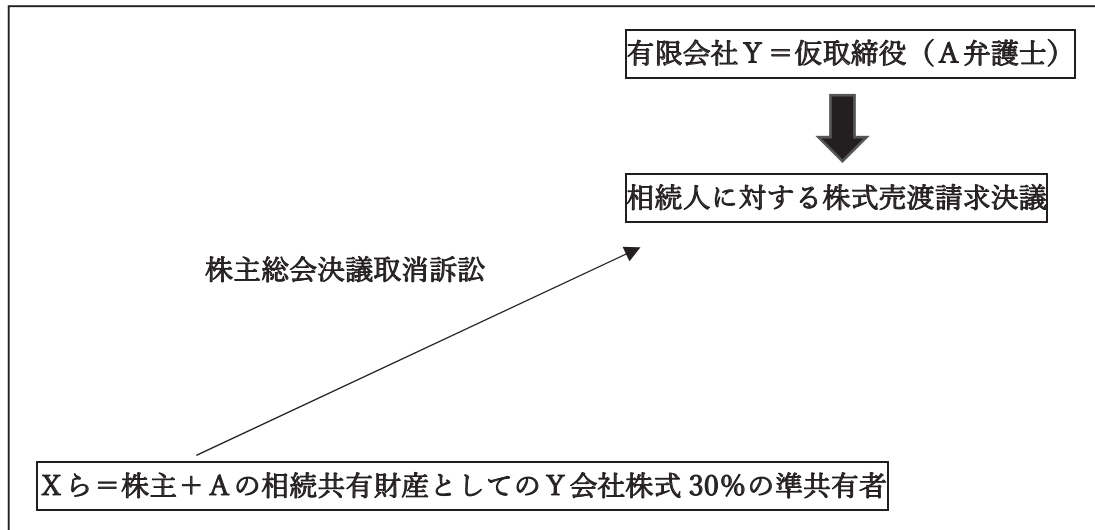 有限会社Y＝仮取締役（A弁護士）
相続人に対する株式売渡請求決議
株主総会決議取消訴訟
Xら＝株主＋Aの相続共有財産としてのY会社株式 30%の準共有者